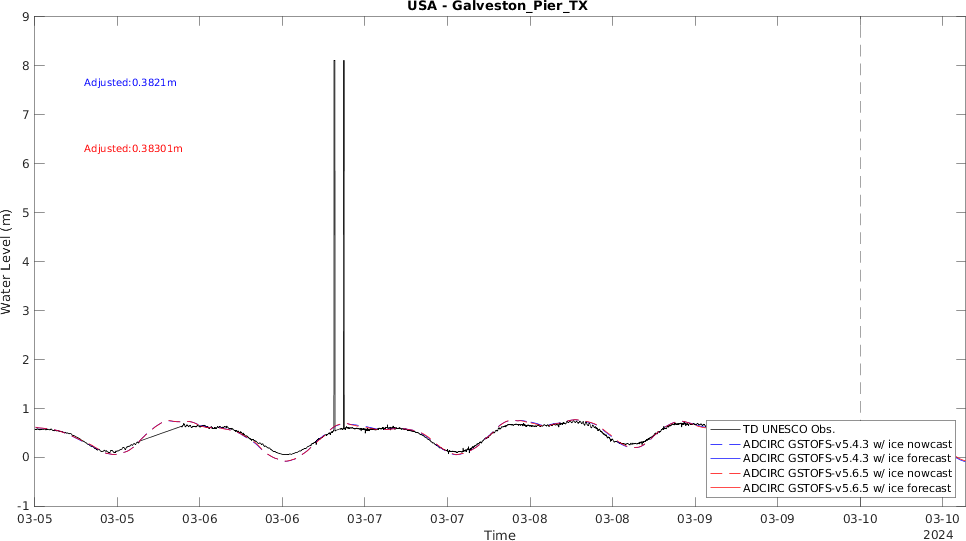 USA - Galveston_Pier_TX
9
8
7
6
5
4
3
2
1
0
-1
Water Level (m)
Adjusted:0.3821m
Adjusted:0.38301m
TD UNESCO Obs.
ADCIRC GSTOFS-v5.4.3 w/ ice nowcast
ADCIRC GSTOFS-v5.4.3 w/ ice forecast
ADCIRC GSTOFS-v5.6.5 w/ ice nowcast
ADCIRC GSTOFS-v5.6.5 w/ ice forecast
03-05 03-05 03-06 03-06 03-07 03-07 03-08 03-08 03-09 03-09 03-10 03-10
2024
Time